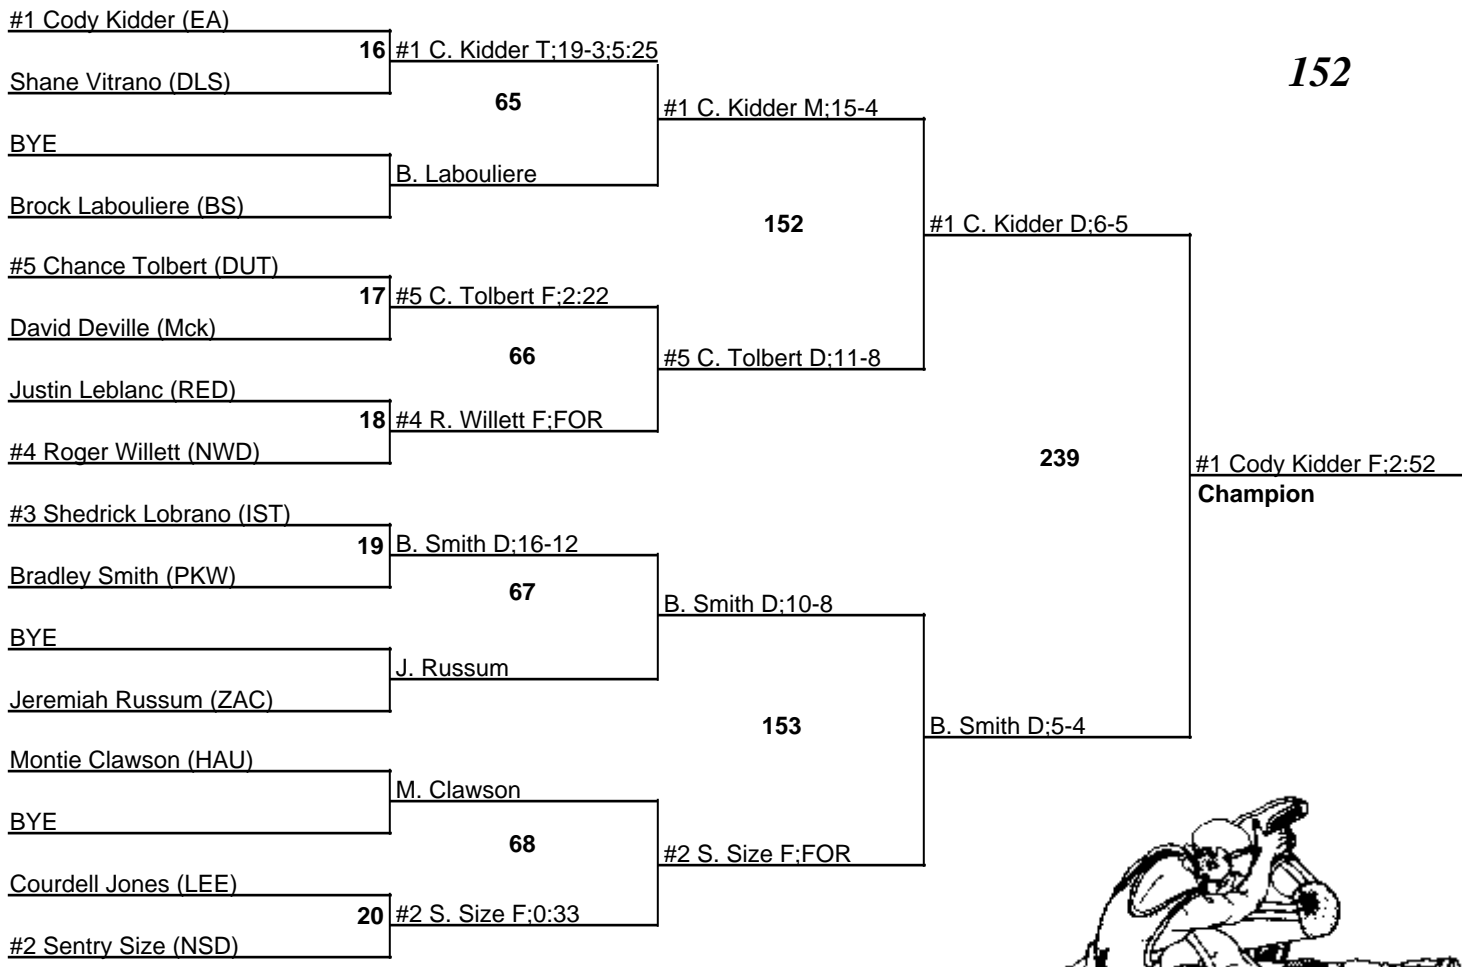 #1 Cody Kidder (EA)
16 #1 C. Kidder T;19-3;5:25
152
Shane Vitrano (DLS)
65
#1 C. Kidder M;15-4
BYE
B. Labouliere
Brock Labouliere (BS)
152
#1 C. Kidder D;6-5
#5 Chance Tolbert (DUT)
17 #5 C. Tolbert F;2:22
David Deville (Mck)
66
#5 C. Tolbert D;11-8
Justin Leblanc (RED)
18 #4 R. Willett F;FOR
#4 Roger Willett (NWD)
239
#1 Cody Kidder F;2:52
Champion
#3 Shedrick Lobrano (IST)
19 B. Smith D;16-12
Bradley Smith (PKW)
67
B. Smith D;10-8
BYE
J. Russum
Jeremiah Russum (ZAC)
153
B. Smith D;5-4
Montie Clawson (HAU)
M. Clawson
BYE
68
#2 S. Size F;FOR
Courdell Jones (LEE)
20 #2 S. Size F;0:33
#2 Sentry Size (NSD)